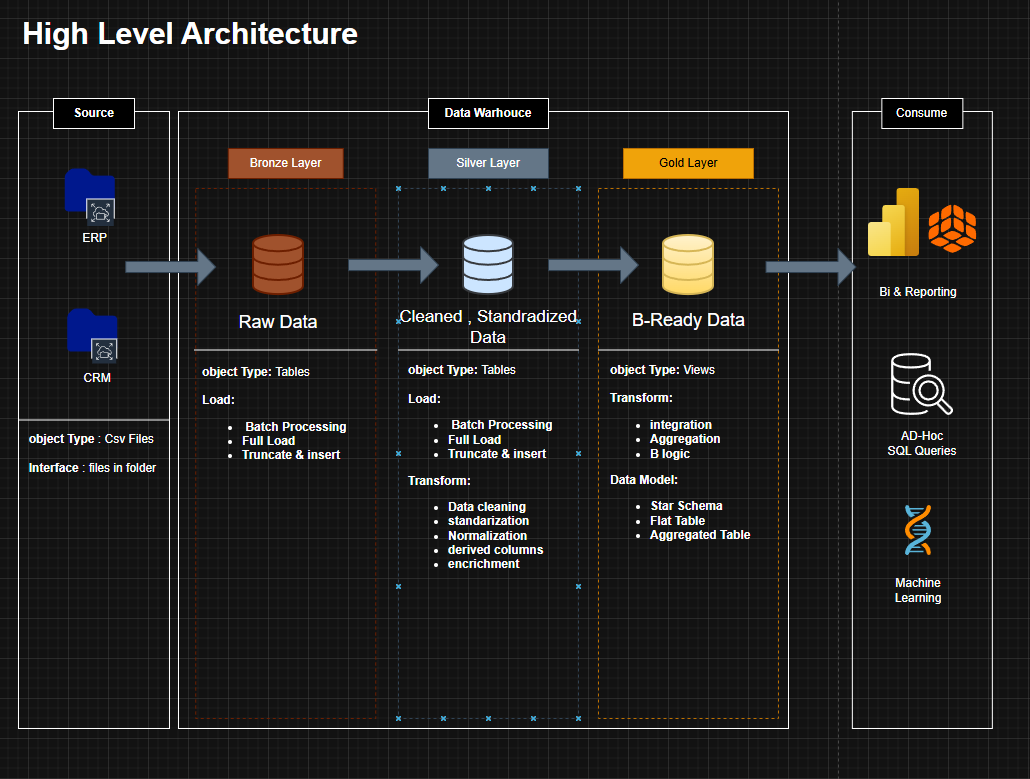 High Level Architecture
Source
ERP
CRM
object Type : Csv Files
Interface : files in folder
Data Warhouce
Bronze Layer
Raw Data
object Type: Tables
Load:
Batch Processing
Full Load
Truncate & insert
Silver Layer
Cleaned , Standradized
Data
object Type: Tables
Load:
Batch Processing
Full Load
Truncate & insert
Transform:
Data cleaning
standarization
Normalization
derived columns
encrichment
Gold Layer
B-Ready Data
object Type: Views
Transform:
integration
Aggregation
B logic
Data Model:
Star Schema
Flat Table
Aggregated Table
Consume
Bi & Reporting
AD-Hoc
SQL Queries
Machine
Learning